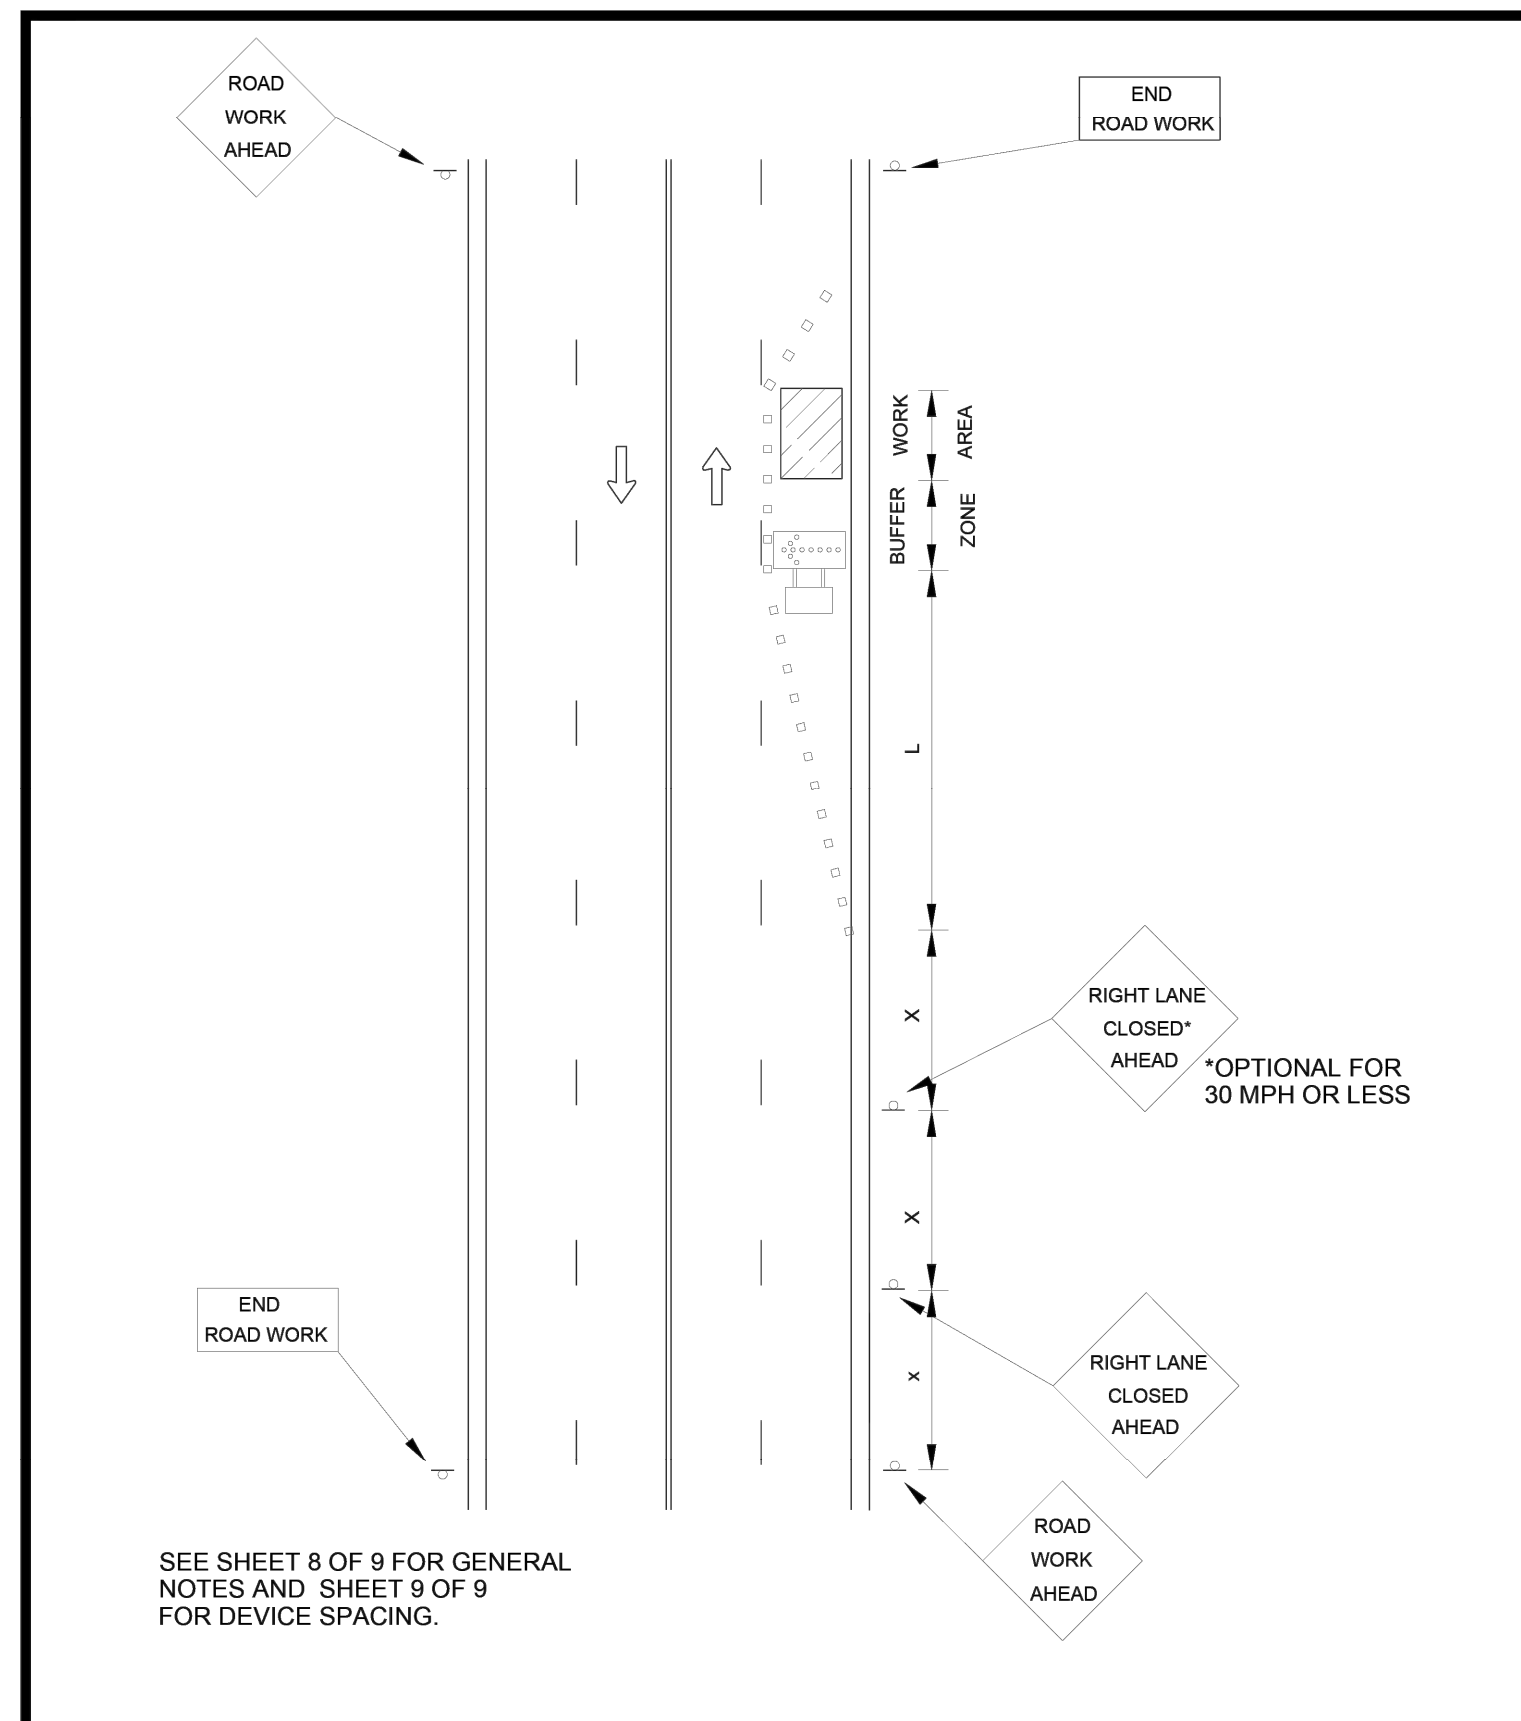 ROAD
WORK
AHEAD
END
ROAD WORK
WORK
AREA
BUFFER
ZONE
L
X
RIGHT LANE
CLOSED*
AHEAD
*OPTIONAL FOR
30 MPH OR LESS
X
END
ROAD WORK
x
RIGHT LANE
CLOSED
AHEAD
ROAD
WORK
AHEAD
SEE SHEET 8 OF 9 FOR GENERAL
NOTES AND SHEET 9 OF 9
FOR DEVICE SPACING.